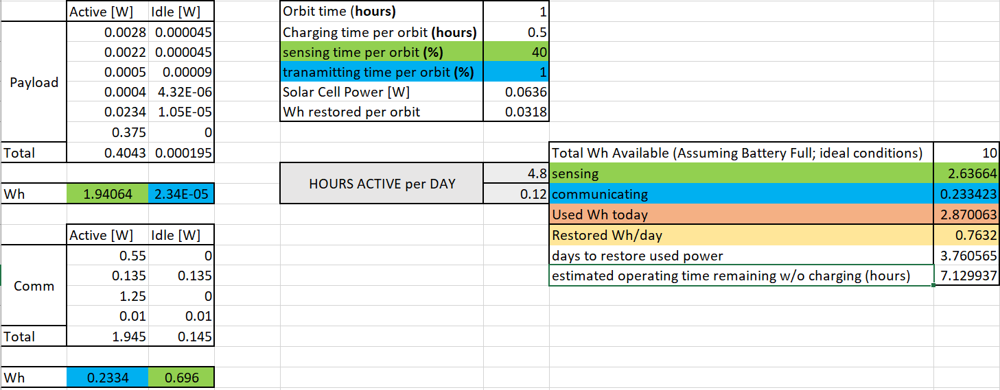 Active [W] Idle [W]
Payload
0.0028 0.000045
0.0022 0.000045
0.0005 0.00009
0.0004 4.32E-06
0.0234 1.05E-05
0.375 0
Total 0.4043 0.000195
Wh 1.94064 2.34E-05
Active [W] Idle [W]
Comm
0.55 0
0.135 0.135
1.25 0
0.01 0.01
Total 1.945 0.145
Wh 0.2334 0.696
Orbit time (hours) 1
Charging time per orbit (hours) 0.5
sensing time per orbit (%) 40
tranamitting time per orbit (%) 1
Solar Cell Power [W] 0.0636
Wh restored per orbit 0.0318
HOURS ACTIVE per DAY
4.8
0.12
Total Wh Available (Assuming Battery Full; ideal conditions) 10
sensing 2.63664
communicating 0.233423
Used Wh today 2.870063
Restored Wh/day 0.7632
days to restore used power 3.760565
estimated operating time remaining w/o charging (hours) 7.129937